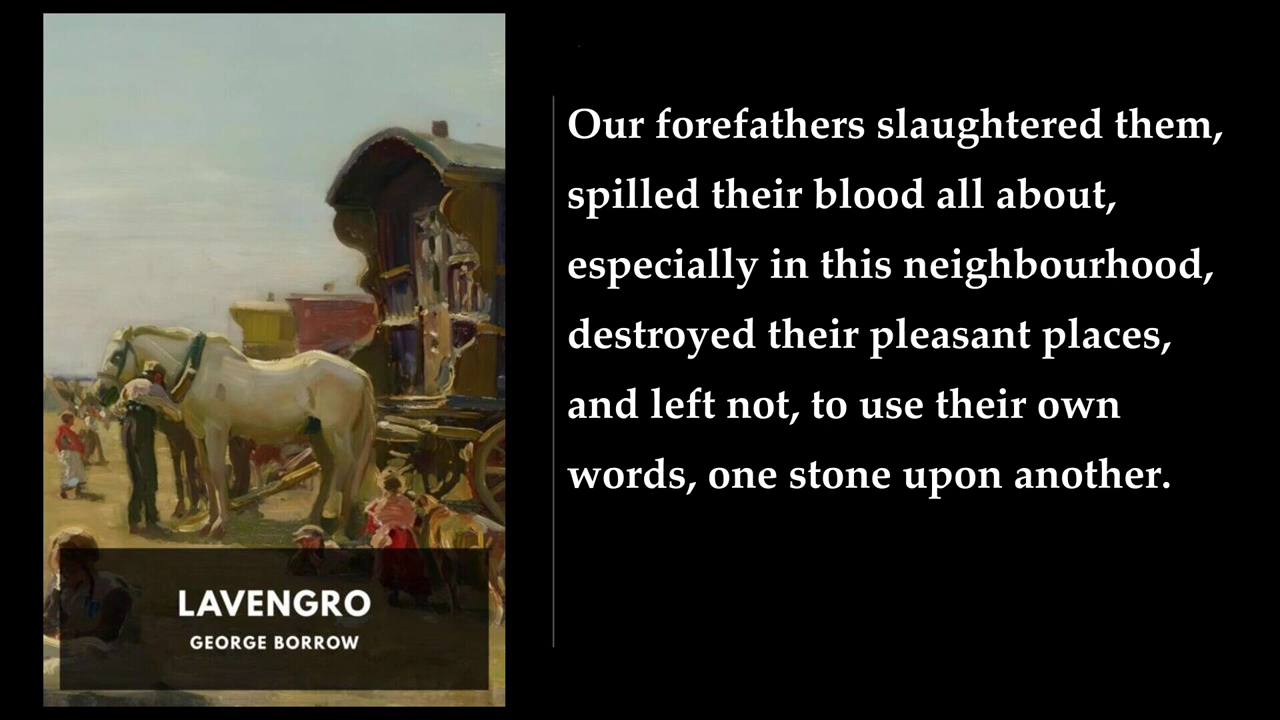 Our forefathers slaughtered them,
spilled their blood all about,
especially in this neighbourhood,
destroyed their pleasant places,
and left not, to use their own
words, one stone upon another.
LAVENGRO
GEORGE BORROW